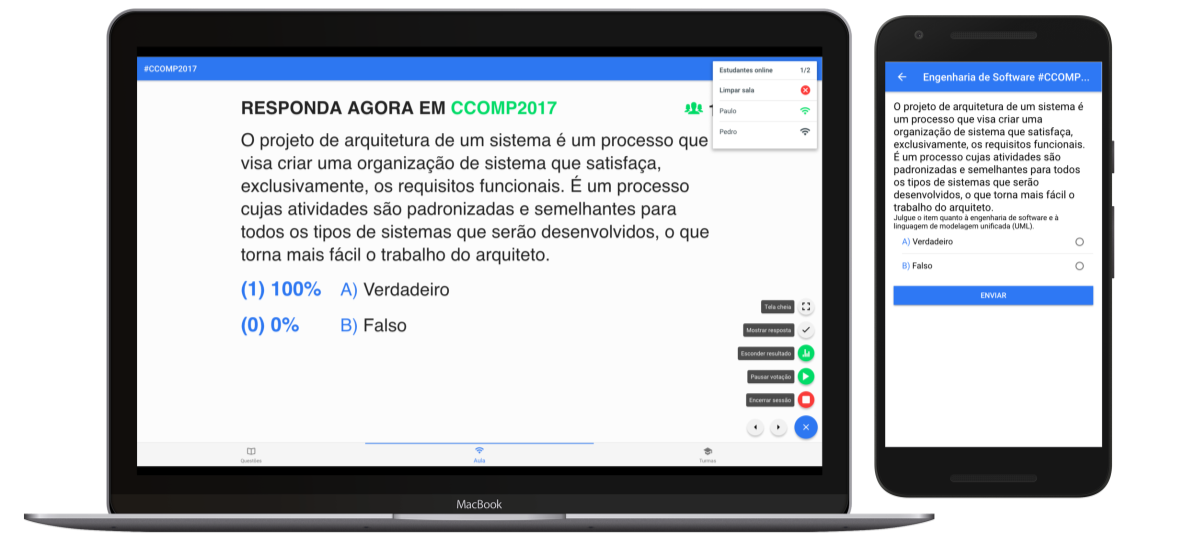 #CCOMP2017
Estudantes online 1/2
Limpar sala
Paulo
Pedro
RESPONDA AGORA EM CCOMP2017
O projeto de arquitetura de um sistema é um processo que
visa criar uma organização de sistema que satisfaça,
exclusivamente, os requisitos funcionais. É um processo
cujas atividades são padronizadas e semelhantes para
todos os tipos de sistemas que serão desenvolvidos, o que
torna mais fácil o trabalho do arquiteto.
(1) 100% A) Verdadeiro
(0) 0% B) Falso
Tela cheia
Mostrar resposta
Esconder resultado
Pausar votação
Encerrar sessão
Questões
Aula
Turmas
MacBook
Engenharia de Software #CCOMP...
O projeto de arquitetura de um sistema é
um processo que visa criar uma
organização de sistema que satisfaça,
exclusivamente, os requisitos funcionais.
É um processo cujas atividades são
padronizadas e semelhantes para todos
os tipos de sistemas que serão
desenvolvidos, o que torna mais fácil o
trabalho do arquiteto.
Julgue o item quanto à engenharia de software e à
linguagem de modelagem unificada (UML).
A) Verdadeiro
B) Falso
ENVIAR